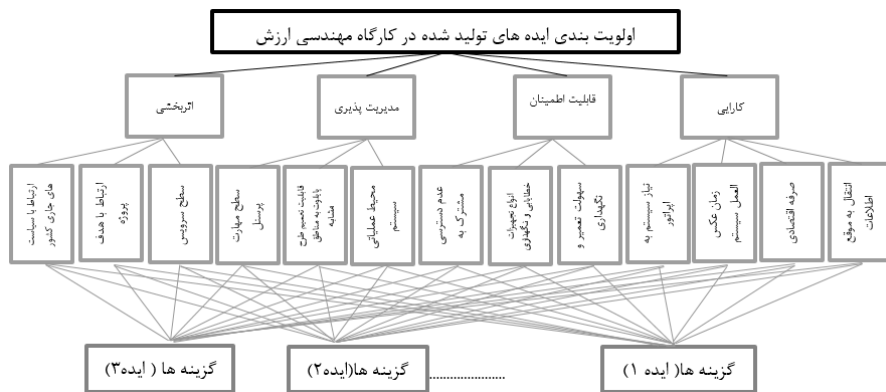 اولویت بندی ایده های تولید شده در کارگاه مهندسی ارزش
کارایی
قابلیت اطمینان
مدیریت پذیری
اثربخشی
انتقال به موقع
اطلاعات
صرفه اقتصادی
زمان عکس
العمل سیستم
نیاز سیستم به
اپراتور
سهولت تعمیر و
نگهداری
انواع تجهیزات
خطایابی و نگهداری
عدم دسترسی
مشترک به
محیط عملیاتی
سیستم
قابلیت تعمیم طرح
پایلوت به مناطق
مشابه
سطح مهارت
پرسنل
سطح سرویس
ارتباط با هدف
پروژه
ارتباط با سیاست
های جاری کشور
گزینه ها( ایده ۱)
......................
گزینه ها(ایده۲)
گزینه ها ( ایده۳)